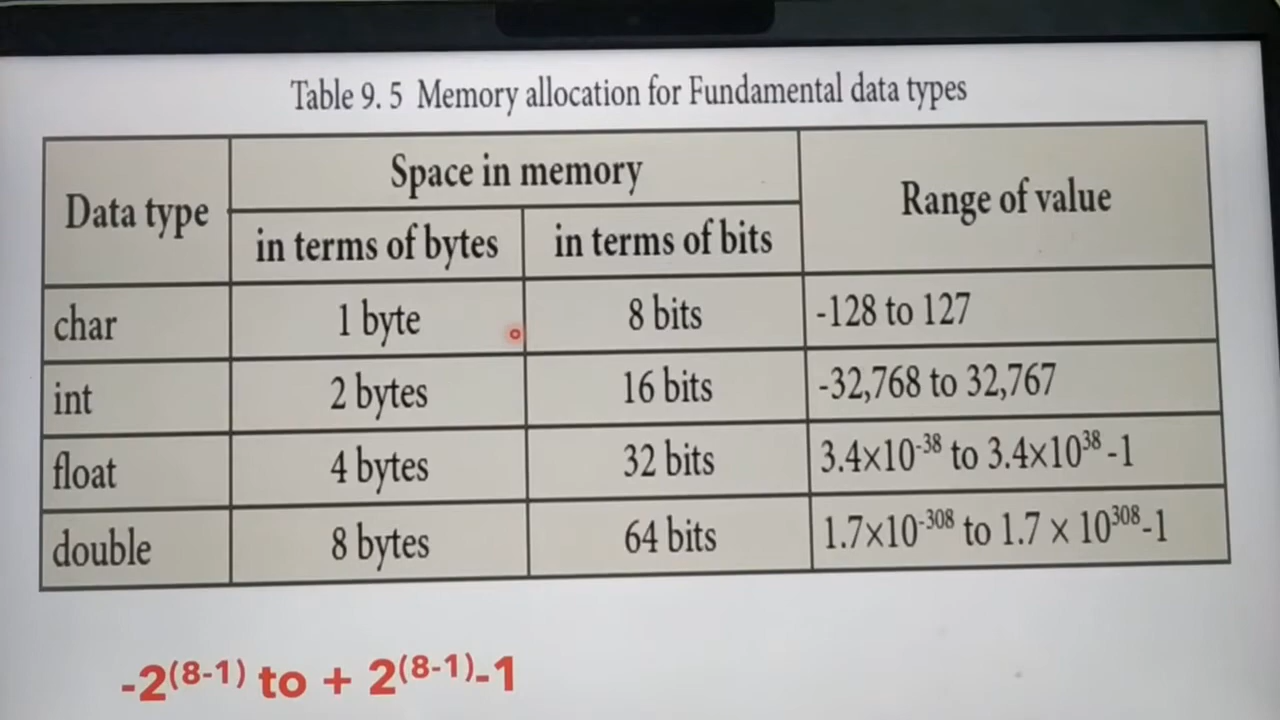 Table 9. 5 Memory allocation for Fundamental data types
Data type
Space in memory
Range of value
in terms of bytes
in terms of bits
char 1 byte 8 bits -128 to 127
int 2 bytes 16 bits -32,768 to 32,767
float 4 bytes 32 bits 3.4×10⁻³⁸ to 3.4×10³⁸ -1
double 8 bytes 64 bits 1.7×10⁻³⁰⁸ to 1.7 × 10³⁰⁸-1
-2⁽⁸⁻¹⁾ to + 2⁽⁸⁻¹⁾-1